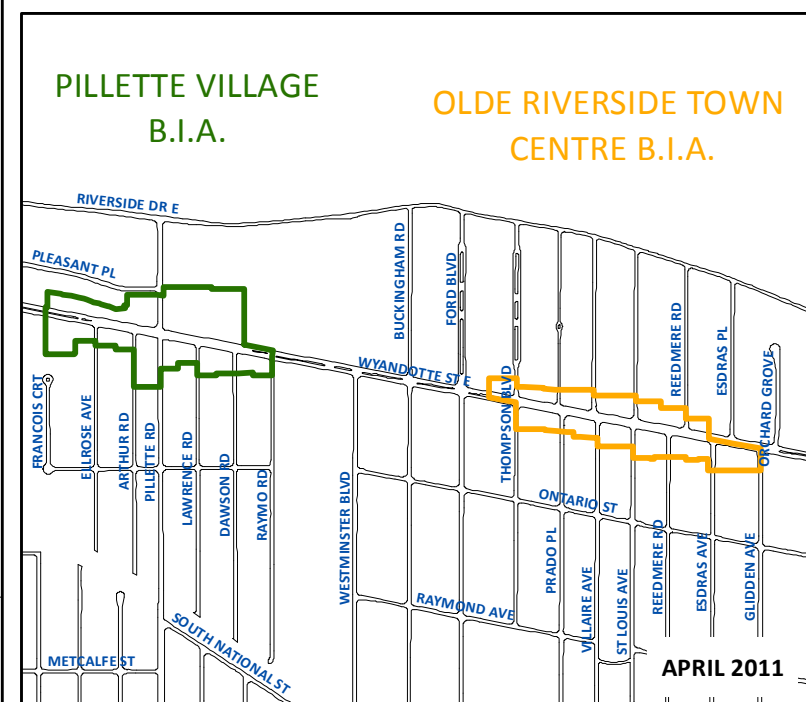 PILLETTE VILLAGE
B.I.A.
OLDE RIVERSIDE TOWN
CENTRE B.I.A.
RIVERSIDE DR E
PLEASANT PL
BUCKINGHAM RD
FORD BLVD
WYANDOTTE ST E
THOMPSON BLVD
REEDMERE RD
ESDRAS PL
ORCHARD GROVE
FRANCOIS CRT
ELLROSE AVE
ARTHUR RD
PILLETTE RD
LAWRENCE RD
DAWSON RD
RAYMO RD
WESTMINSTER BLVD
ONTARIO ST
PRADO PL
VILLAIRE AVE
ST LOUIS AVE
REEDMERE RD
ESDRAS AVE
GLIDDEN AVE
RAYMOND AVE
SOUTH NATIONAL ST
METCALFE ST
APRIL 2011